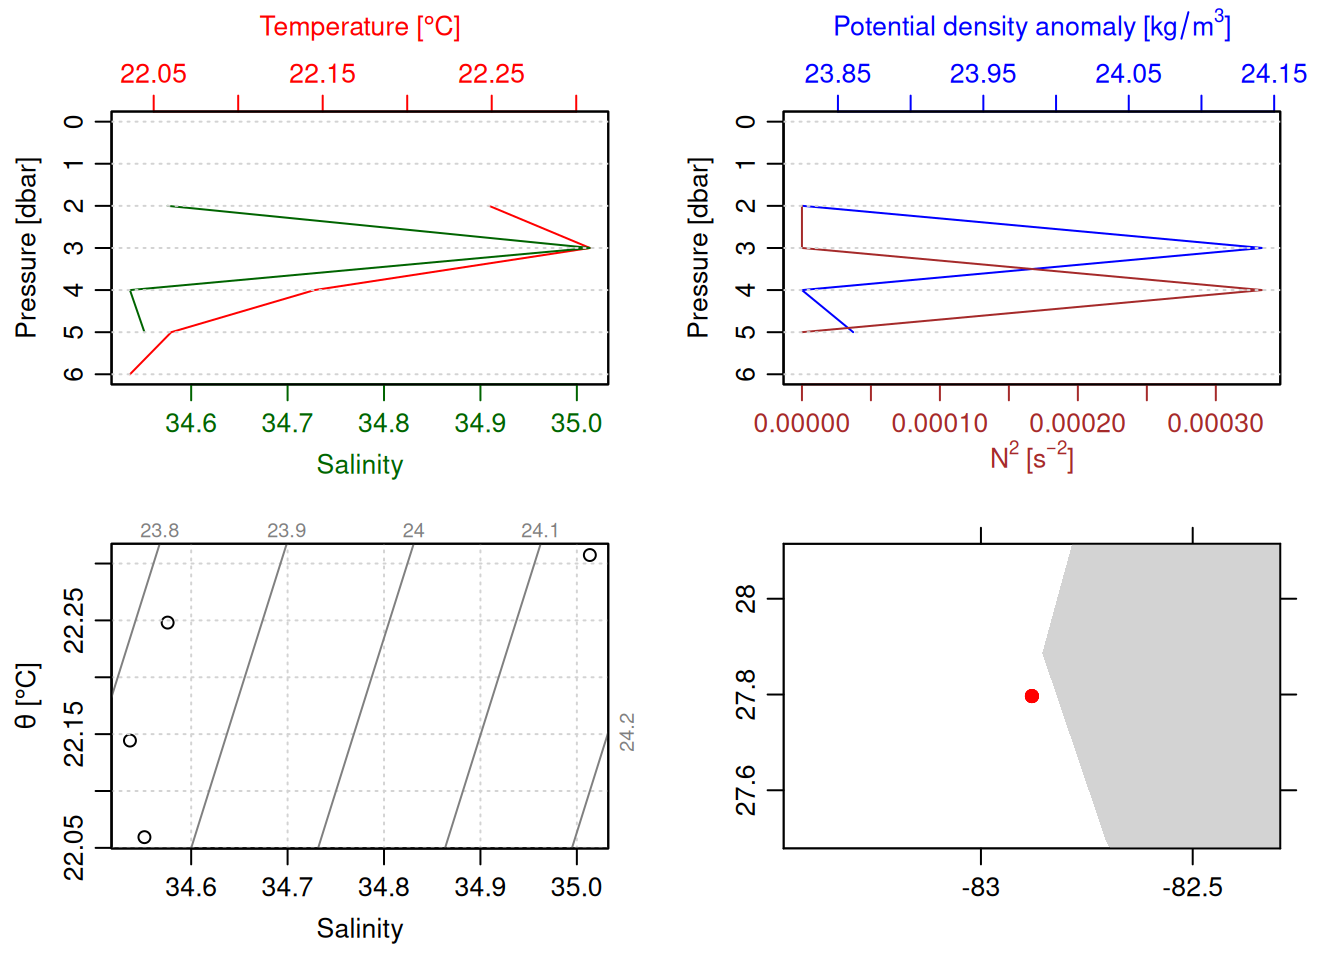 Temperature [°C]
22.05 22.15 22.25
Pressure [dbar]
0
1
2
3
4
5
6
34.6 34.7 34.8 34.9 35.0
Salinity
Potential density anomaly [kg/m³]
23.85 23.95 24.05 24.15
Pressure [dbar]
0
1
2
3
4
5
6
0.00000 0.00010 0.00020 0.00030
N² [s⁻²]
23.8 23.9 24 24.1
24.2
θ [°C]
22.25
22.15
22.05
34.6 34.7 34.8 34.9 35.0
Salinity
28
27.8
27.6
-83 -82.5